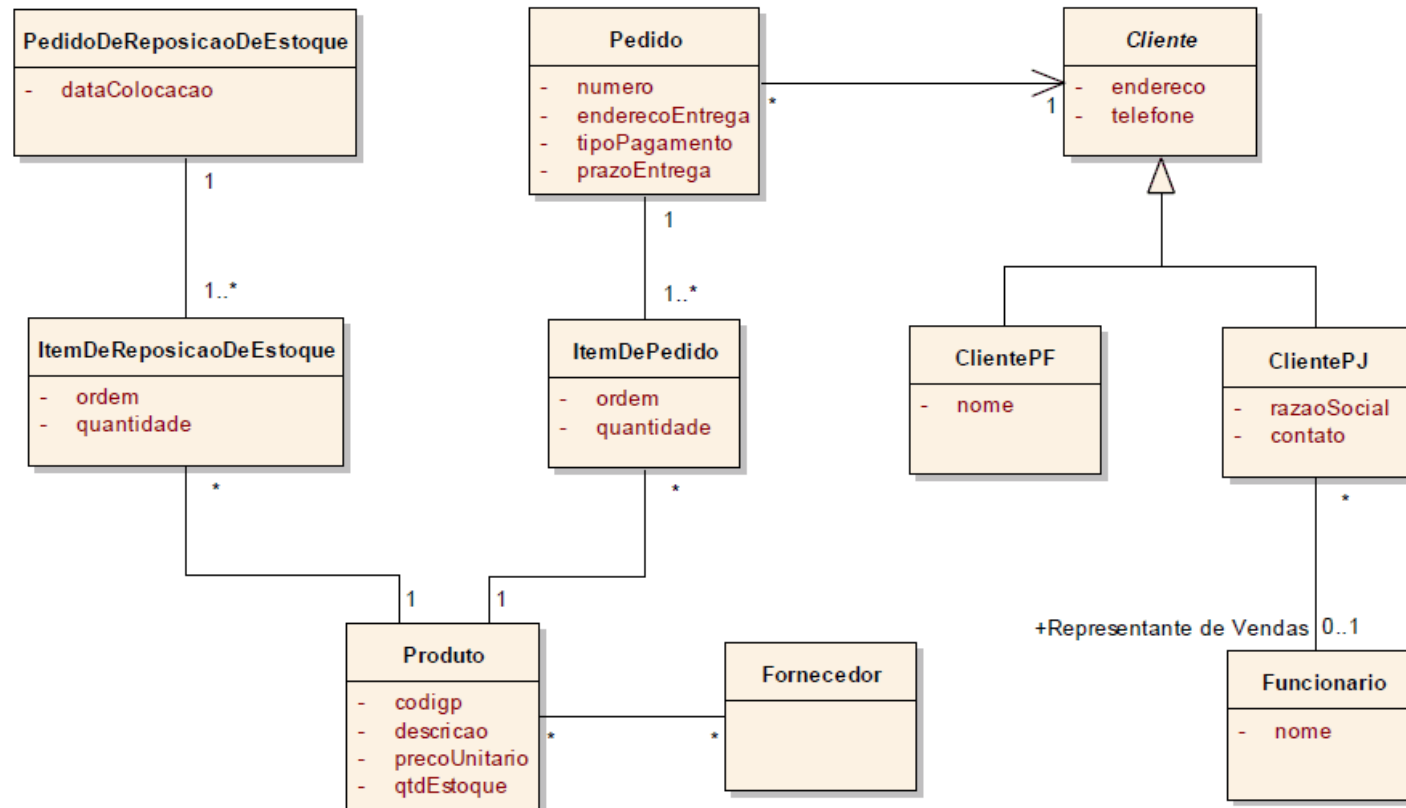 PedidoDeReposicaoDeEstoque
- dataColocacao
Pedido
- numero
- enderecoEntrega
- tipoPagamento
- prazoEntrega
Cliente
- endereco
- telefone
* 1
1
1..*
1
1..*
ItemDeReposicaoDeEstoque
- ordem
- quantidade
ItemDePedido
- ordem
- quantidade
ClientePF
- nome
ClientePJ
- razaoSocial
- contato
*
*
*
1
1
+Representante de Vendas 0..1
Produto
- codigp
- descricao
- precoUnitario
- qtdEstoque
* *
Fornecedor
Funcionario
- nome